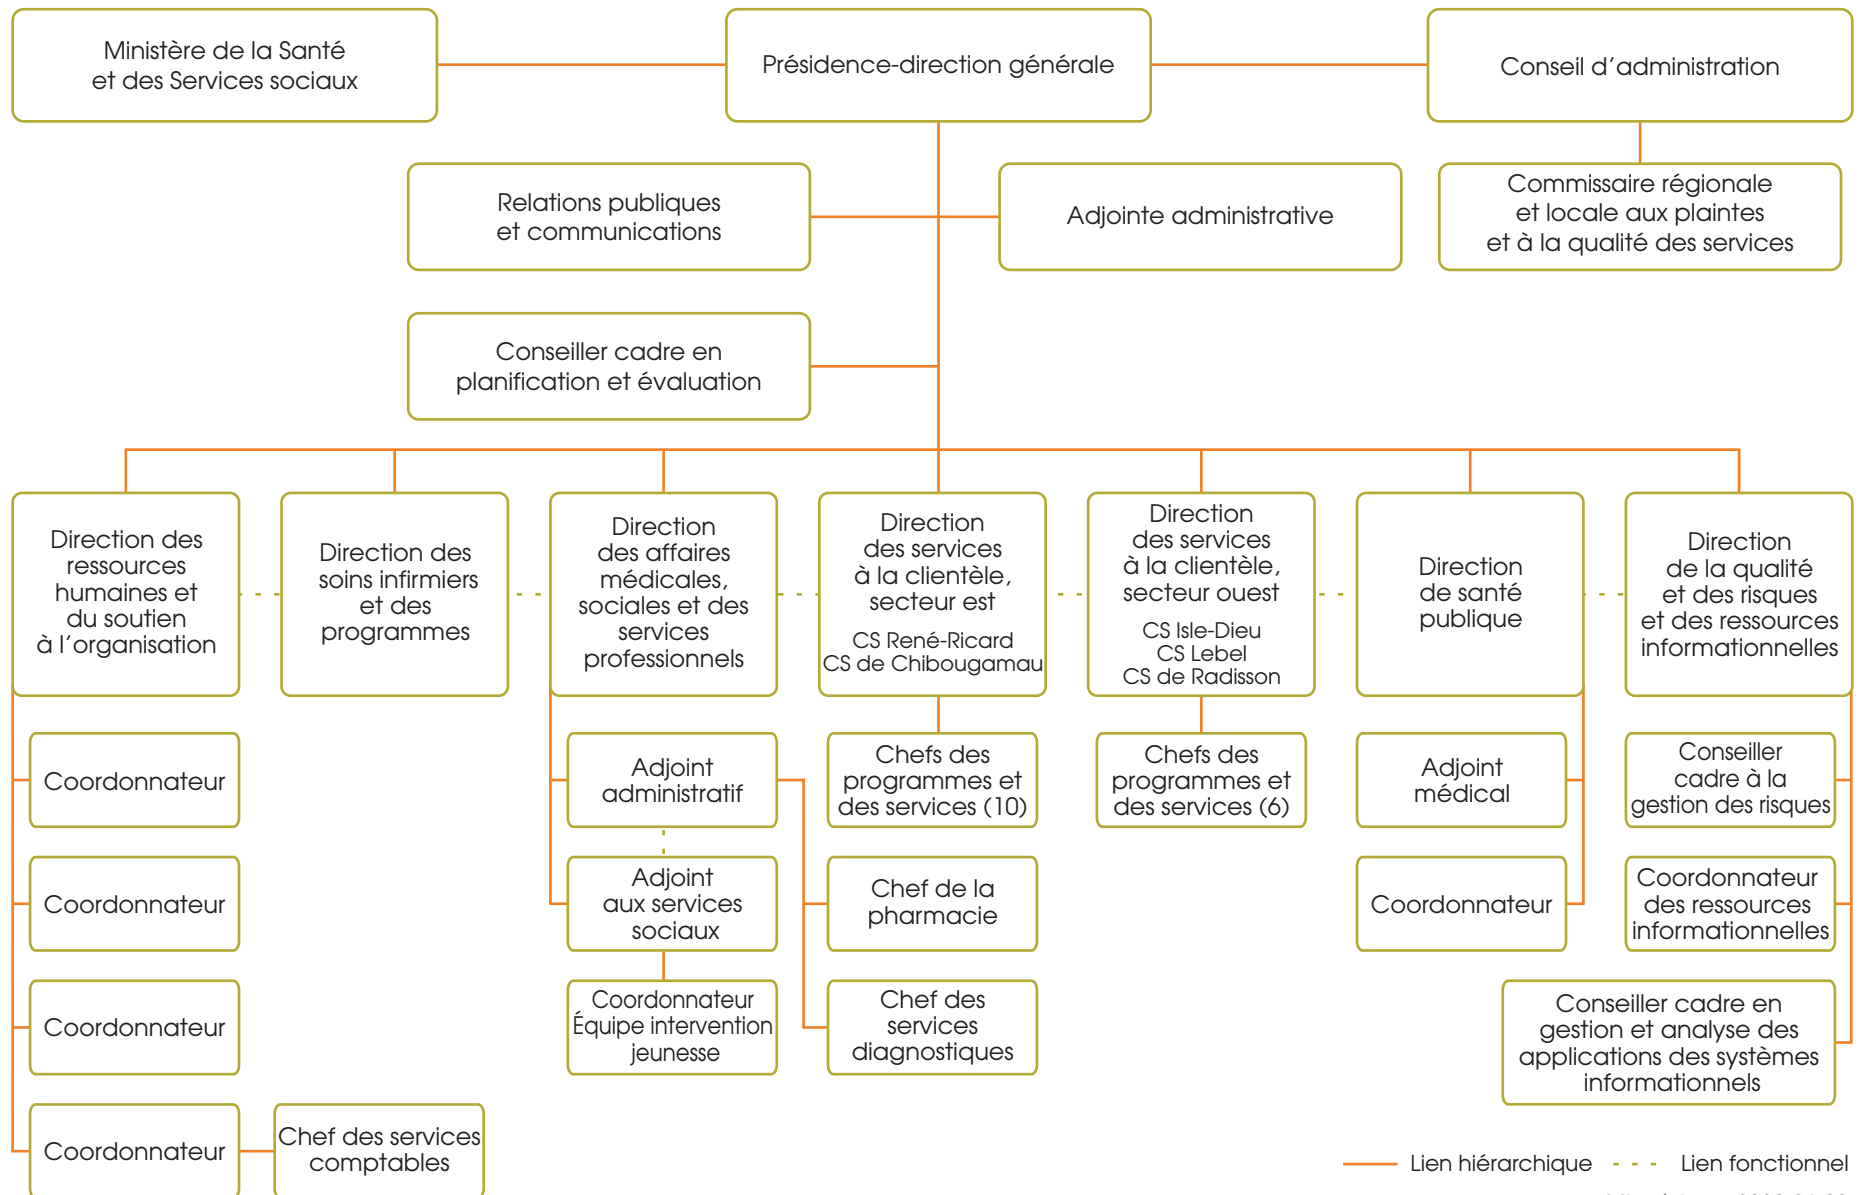 Ministère de la Santé
et des Services sociaux
Présidence-direction générale
Conseil d'administration
Relations publiques
et communications
Adjointe administrative
Commissaire régionale
et locale aux plaintes
et à la qualité des services
Conseiller cadre en
planification et évaluation
Direction des
ressources
humaines et
du soutien
à l'organisation
Direction des
soins infirmiers
et des
programmes
Direction
des affaires
médicales,
sociales et des
services
professionnels
Direction
des services
à la clientèle,
secteur est
CS René-Ricard
CS de Chibougamau
Direction
des services
à la clientèle,
secteur ouest
CS Isle-Dieu
CS Lebel
CS de Radisson
Direction
de santé
publique
Direction
de la qualité
et des risques
et des ressources
informationnelles
Coordonnateur
Adjoint
administratif
Chefs des
programmes et
des services (10)
Chefs des
programmes et
des services (6)
Adjoint
médical
Conseiller
cadre à la
gestion des risques
Coordonnateur
Adjoint
aux services
sociaux
Chef de la
pharmacie
Coordonnateur
Coordonnateur
des ressources
informationnelles
Coordonnateur
Coordonnateur
Équipe intervention
jeunesse
Chef des
services
diagnostiques
Conseiller cadre en
gestion et analyse des
applications des systèmes
informationnels
Coordonnateur
Chef des services
comptables
Lien hiérarchique
Lien fonctionnel